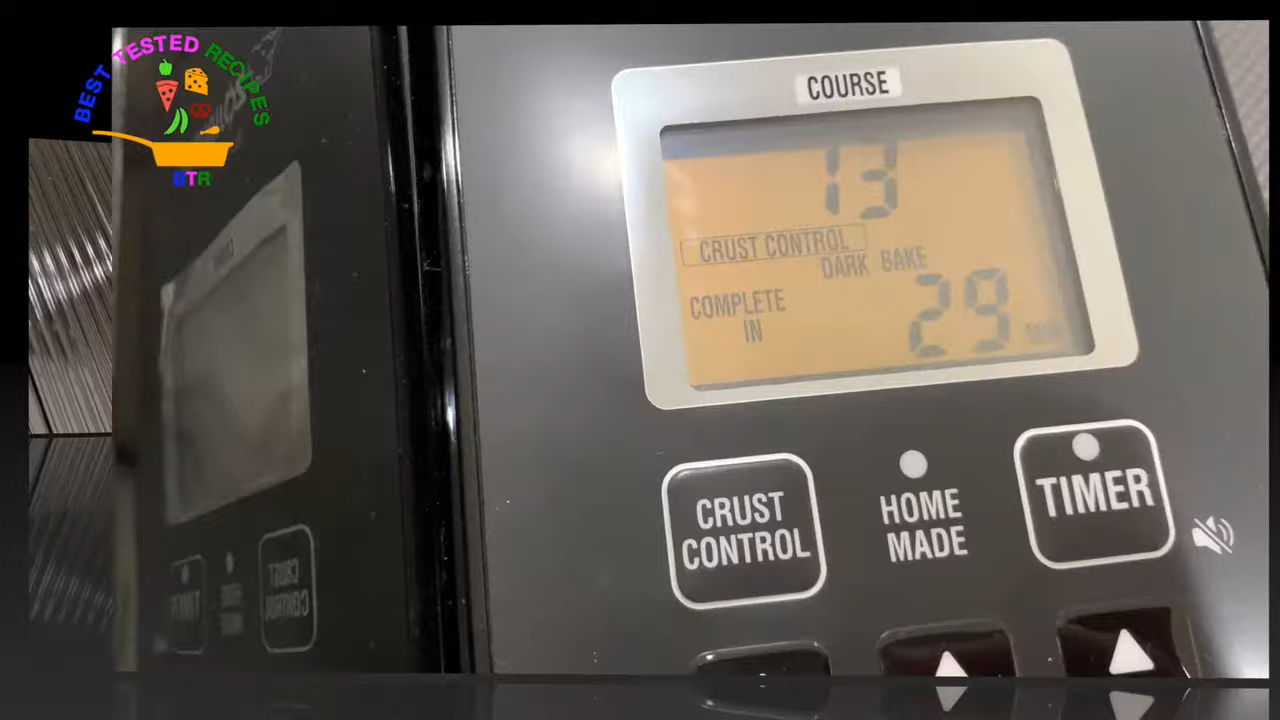 BEST TESTED RECIPES
BTR
COURSE
13
CRUST CONTROL
DARK BAKE
COMPLETE
IN
29
CRUST
CONTROL
HOME
MADE
TIMER